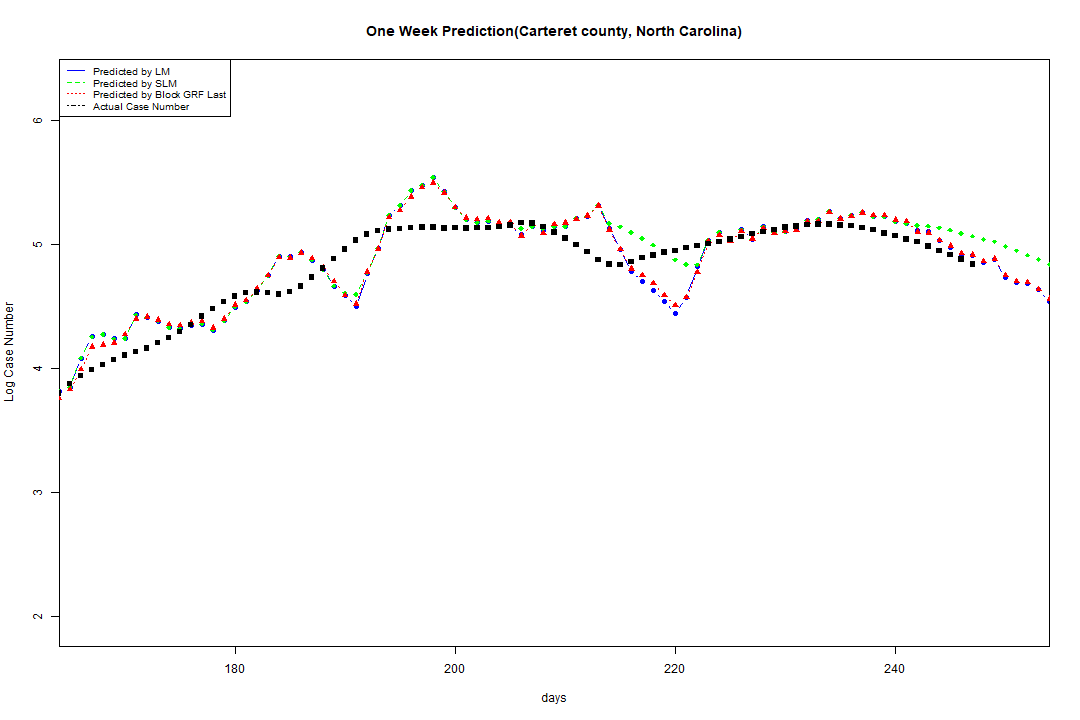 One Week Prediction(Carteret county, North Carolina)
Predicted by LM
Predicted by SLM
Predicted by Block GRF Last
Actual Case Number
6
5
4
3
2
Log Case Number
180
200
220
240
days